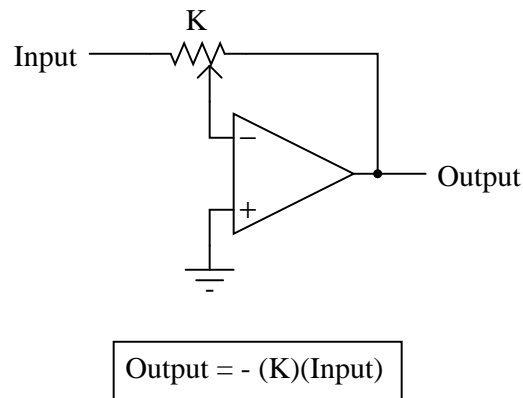 K
Input
−
+
Output
Output = - (K)(Input)